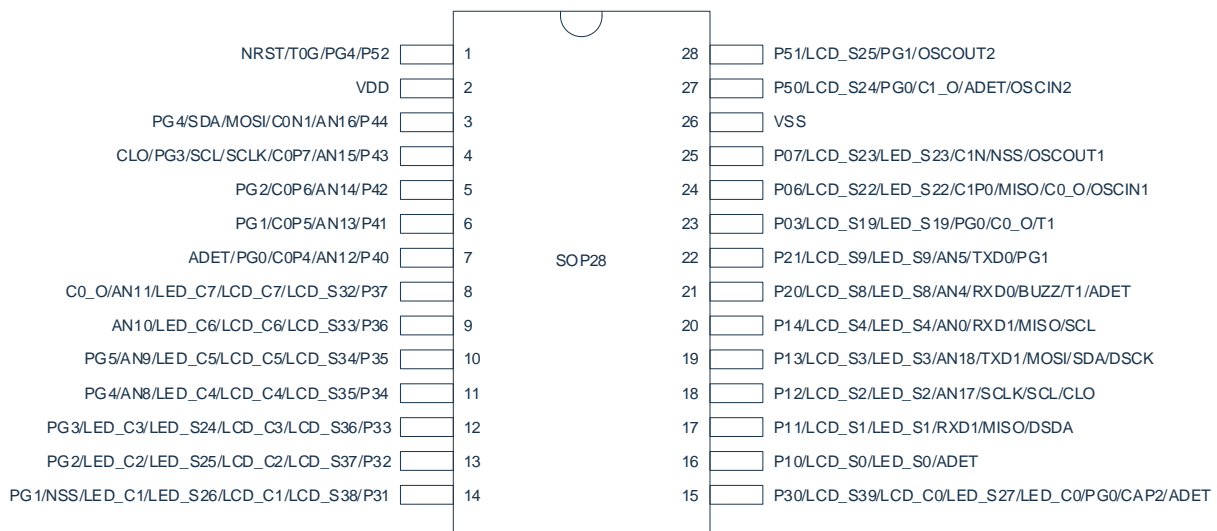 NRST/T0G/PG4/P52 1 28 P51/LCD_S25/PG1/OSCOUT2
VDD 2 27 P50/LCD_S24/PG0/C1_O/ADET/OSCIN2
PG4/SDA/MOSI/C0N1/AN16/P44 3 26 VSS
CLO/PG3/SCL/SCLK/C0P7/AN15/P43 4 25 P07/LCD_S23/LED_S23/C1N/NSS/OSCOUT1
PG2/C0P6/AN14/P42 5 24 P06/LCD_S22/LED_S22/C1P0/MISO/C0_O/OSCIN1
PG1/C0P5/AN13/P41 6 23 P03/LCD_S19/LED_S19/PG0/C0_O/T1
ADET/PG0/C0P4/AN12/P40 7 SOP28 22 P21/LCD_S9/LED_S9/AN5/TXD0/PG1
C0_O/AN11/LED_C7/LCD_C7/LCD_S32/P37 8 21 P20/LCD_S8/LED_S8/AN4/RXD0/BUZZ/T1/ADET
AN10/LED_C6/LCD_C6/LCD_S33/P36 9 20 P14/LCD_S4/LED_S4/AN0/RXD1/MISO/SCL
PG5/AN9/LED_C5/LCD_C5/LCD_S34/P35 10 19 P13/LCD_S3/LED_S3/AN18/TXD1/MOSI/SDA/DSCK
PG4/AN8/LED_C4/LCD_C4/LCD_S35/P34 11 18 P12/LCD_S2/LED_S2/AN17/SCLK/SCL/CLO
PG3/LED_C3/LED_S24/LCD_C3/LCD_S36/P33 12 17 P11/LCD_S1/LED_S1/RXD1/MISO/DSDA
PG2/LED_C2/LED_S25/LCD_C2/LCD_S37/P32 13 16 P10/LCD_S0/LED_S0/ADET
PG1/NSS/LED_C1/LED_S26/LCD_C1/LCD_S38/P31 14 15 P30/LCD_S39/LCD_C0/LED_S27/LED_C0/PG0/CAP2/ADET